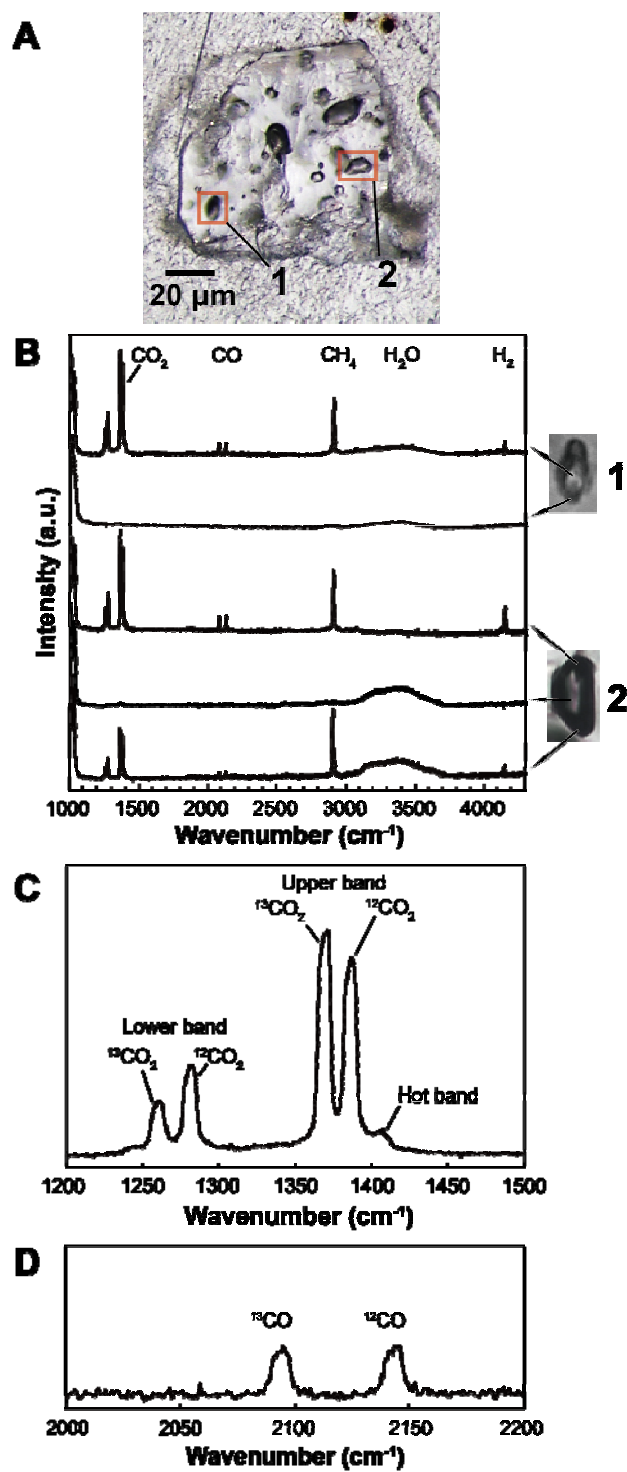 A
1
2
20 µm
B
CO₂ CO CH₄ H₂O H₂
1
2
Intensity (a.u.)
1000 1500 2000 2500 3000 3500 4000
Wavenumber (cm⁻¹)
C
Upper band
¹³CO₂ ¹²CO₂
Lower band
¹³CO₂ ¹²CO₂
Hot band
1200 1250 1300 1350 1400 1450 1500
Wavenumber (cm⁻¹)
D
¹³CO ¹²CO
2000 2050 2100 2150 2200
Wavenumber (cm⁻¹)